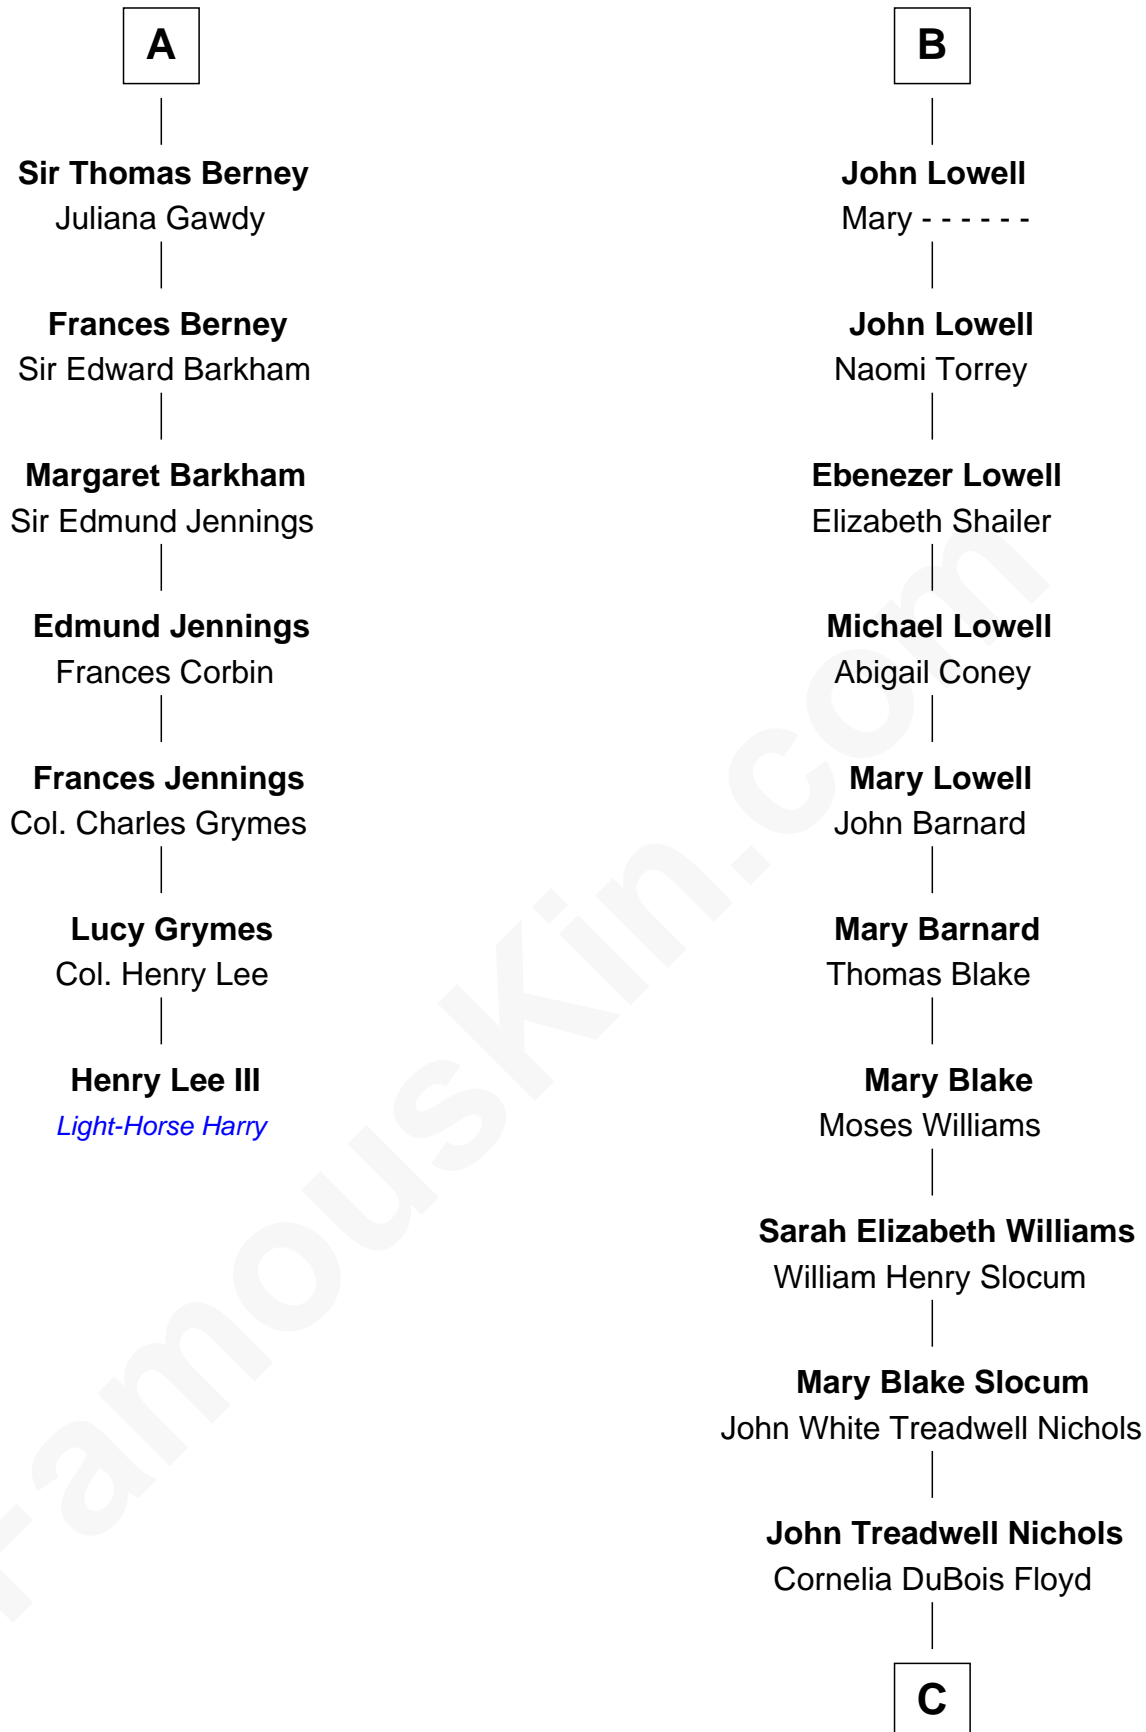 A
Sir Thomas Berney
Juliana Gawdy
Frances Berney
Sir Edward Barkham
Margaret Barkham
Sir Edmund Jennings
Edmund Jennings
Frances Corbin
Frances Jennings
Col. Charles Grymes
Lucy Grymes
Col. Henry Lee
Henry Lee III
Light-Horse Harry
B
John Lowell
Mary - - - - - -
John Lowell
Naomi Torrey
Ebenezer Lowell
Elizabeth Shailer
Michael Lowell
Abigail Coney
Mary Lowell
John Barnard
Mary Barnard
Thomas Blake
Mary Blake
Moses Williams
Sarah Elizabeth Williams
William Henry Slocum
Mary Blake Slocum
John White Treadwell Nichols
John Treadwell Nichols
Cornelia DuBois Floyd
C
FamousKin.com